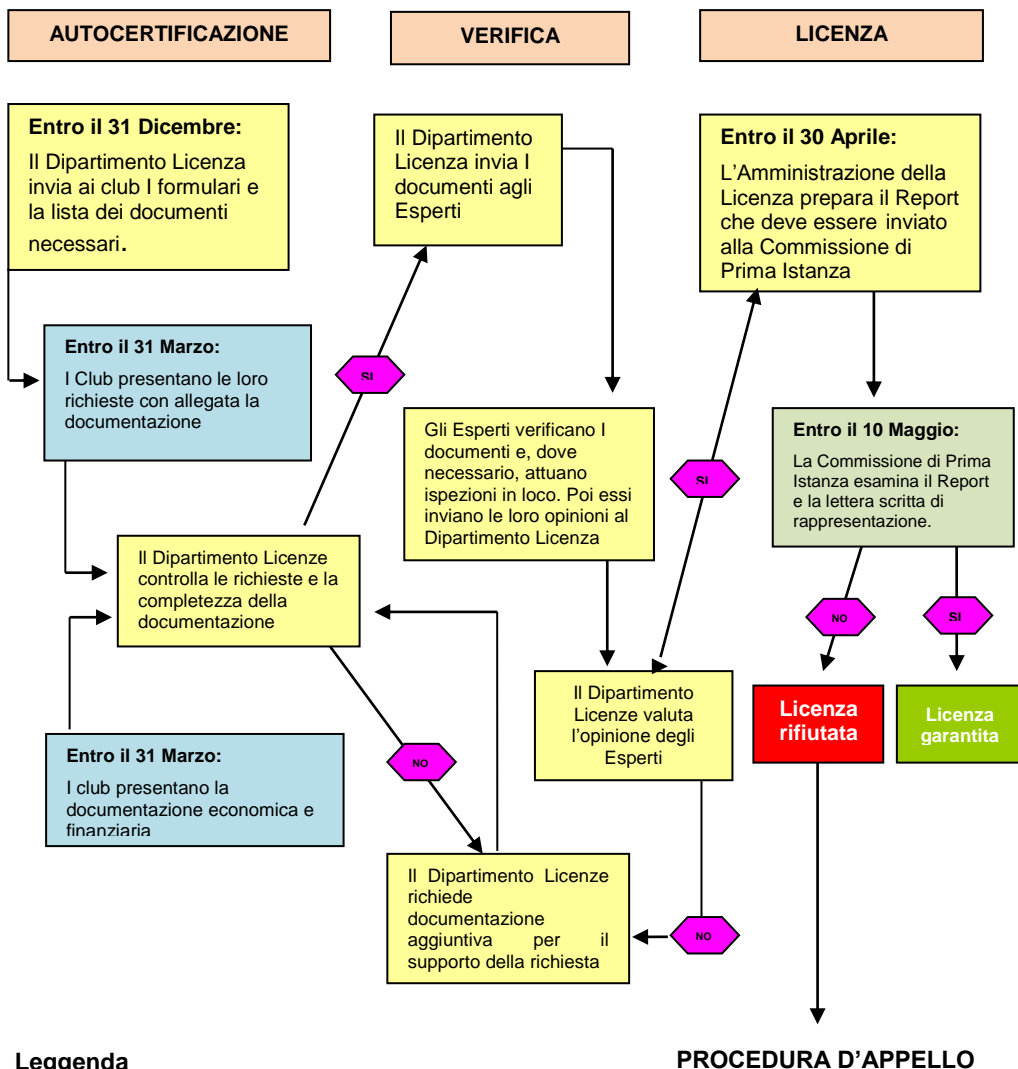 AUTOCERTIFICAZIONE
VERIFICA
LICENZA
Entro il 31 Dicembre:
Il Dipartimento Licenza
invia ai club I formulari e
la lista dei documenti
necessari.
Il Dipartimento
Licenza invia I
documenti agli
Esperti
Entro il 30 Aprile:
L'Amministrazione della
Licenza prepara il Report
che deve essere inviato
alla Commissione di
Prima Istanza
Entro il 31 Marzo:
I Club presentano le loro
richieste con allegata la
documentazione
SI
Gli Esperti verificano I
documenti e, dove
necessario, attuano
ispezioni in loco. Poi essi
inviano le loro opinioni al
Dipartimento Licenza
SI
Entro il 10 Maggio:
La Commissione di Prima
Istanza esamina il Report
e la lettera scritta di
rappresentazione.
Il Dipartimento Licenze
controlla le richieste e la
completezza della
documentazione
NO
SI
Il Dipartimento
Licenze valuta
l'opinione degli
Esperti
Licenza
rifiutata
Licenza
garantita
Entro il 31 Marzo:
I club presentano la
documentazione economica e
finanziaria
NO
Il Dipartimento Licenze
richiede
documentazione
aggiuntiva per il
supporto della richiesta
NO
Leggenda
PROCEDURA D'APPELLO